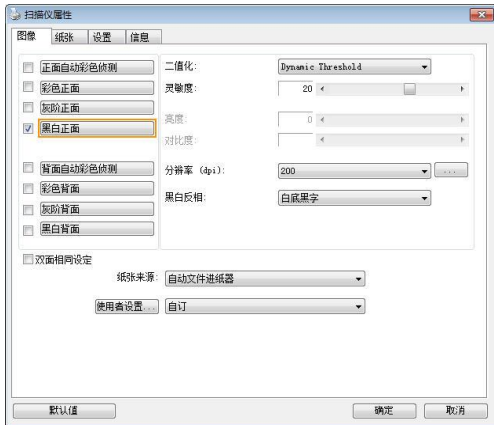 扫描仪属性
图像 纸张 设置 信息
正面自动彩色侦测
彩色正面
灰阶正面
黑白正面
背面自动彩色侦测
彩色背面
灰阶背面
黑白背面
二值化: Dynamic Threshold
灵敏度: 20
亮度: 0
对比度:
分辨率 (dpi): 200 ...
黑白反相: 白底黑字
双面相同设定
纸张来源: 自动文件进纸器
使用者设置... 自订
默认值 确定 取消